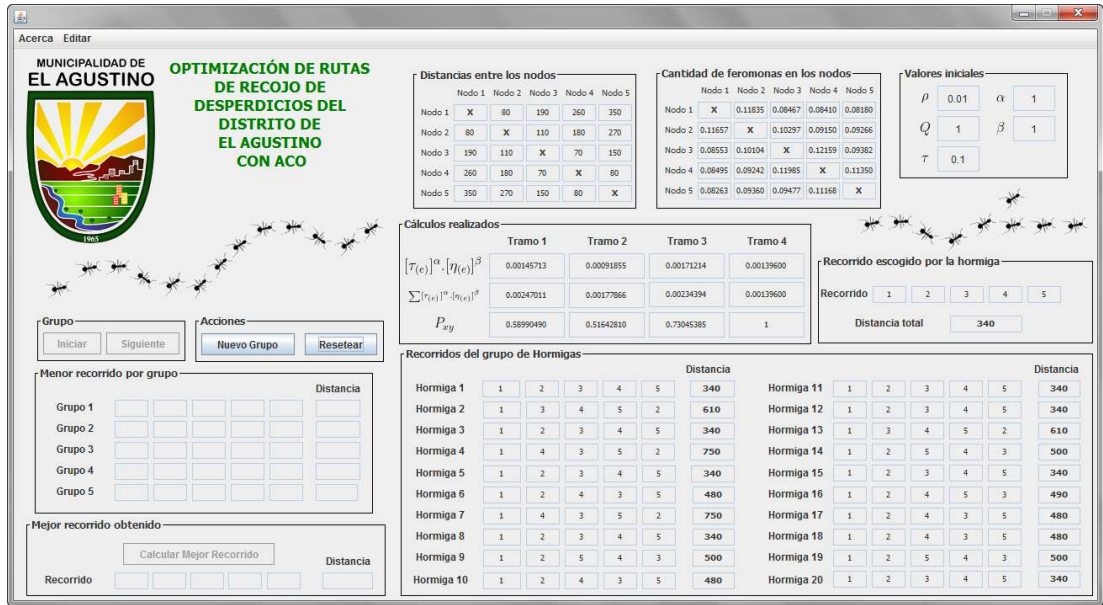 Acerca Editar
MUNICIPALIDAD DE
EL AGUSTINO
1965
OPTIMIZACIÓN DE RUTAS
DE RECOJO DE
DESPERDICIOS DEL
DISTRITO DE
EL AGUSTINO
CON ACO
Distancias entre los nodos
Nodo 1 Nodo 2 Nodo 3 Nodo 4 Nodo 5
Nodo 1 X 80 190 260 350
Nodo 2 80 X 110 180 270
Nodo 3 190 110 X 70 150
Nodo 4 260 180 70 X 80
Nodo 5 350 270 150 80 X
Cantidad de feromonas en los nodos
Nodo 1 Nodo 2 Nodo 3 Nodo 4 Nodo 5
Nodo 1 X 0.11835 0.08467 0.08410 0.08180
Nodo 2 0.11657 X 0.10297 0.09150 0.09266
Nodo 3 0.08553 0.10104 X 0.12159 0.09382
Nodo 4 0.08495 0.09242 0.11985 X 0.11350
Nodo 5 0.08263 0.09360 0.09477 0.11168 X
Valores iniciales
ρ 0.01 α 1
Q 1 β 1
τ 0.1
Cálculos realizados
Tramo 1 Tramo 2 Tramo 3 Tramo 4
[τ(e)]^α.[η(e)]^β 0.00145713 0.00091855 0.00171214 0.00139600
∑[τ(e)]^α.[η(e)]^β 0.00247011 0.00177866 0.00234394 0.00139600
Pxy 0.58990490 0.51642810 0.73045385 1
Recorrido escogido por la hormiga
Recorrido 1 2 3 4 5
Distancia total 340
Grupo
Iniciar Siguiente
Acciones
Nuevo Grupo Resetear
Menor recorrido por grupo
Distancia
Grupo 1
Grupo 2
Grupo 3
Grupo 4
Grupo 5
Mejor recorrido obtenido
Calcular Mejor Recorrido
Distancia
Recorrido
Recorridos del grupo de Hormigas
Distancia Distancia
Hormiga 1 1 2 3 4 5 340 Hormiga 11 1 2 3 4 5 340
Hormiga 2 1 3 4 5 2 610 Hormiga 12 1 2 3 4 5 340
Hormiga 3 1 2 3 4 5 340 Hormiga 13 1 3 4 5 2 610
Hormiga 4 1 4 3 5 2 750 Hormiga 14 1 2 5 4 3 500
Hormiga 5 1 2 3 4 5 340 Hormiga 15 1 2 3 4 5 340
Hormiga 6 1 2 4 3 5 480 Hormiga 16 1 2 4 5 3 490
Hormiga 7 1 4 3 5 2 750 Hormiga 17 1 2 4 3 5 480
Hormiga 8 1 2 3 4 5 340 Hormiga 18 1 2 4 3 5 480
Hormiga 9 1 2 5 4 3 500 Hormiga 19 1 2 5 4 3 500
Hormiga 10 1 2 4 3 5 480 Hormiga 20 1 2 3 4 5 340